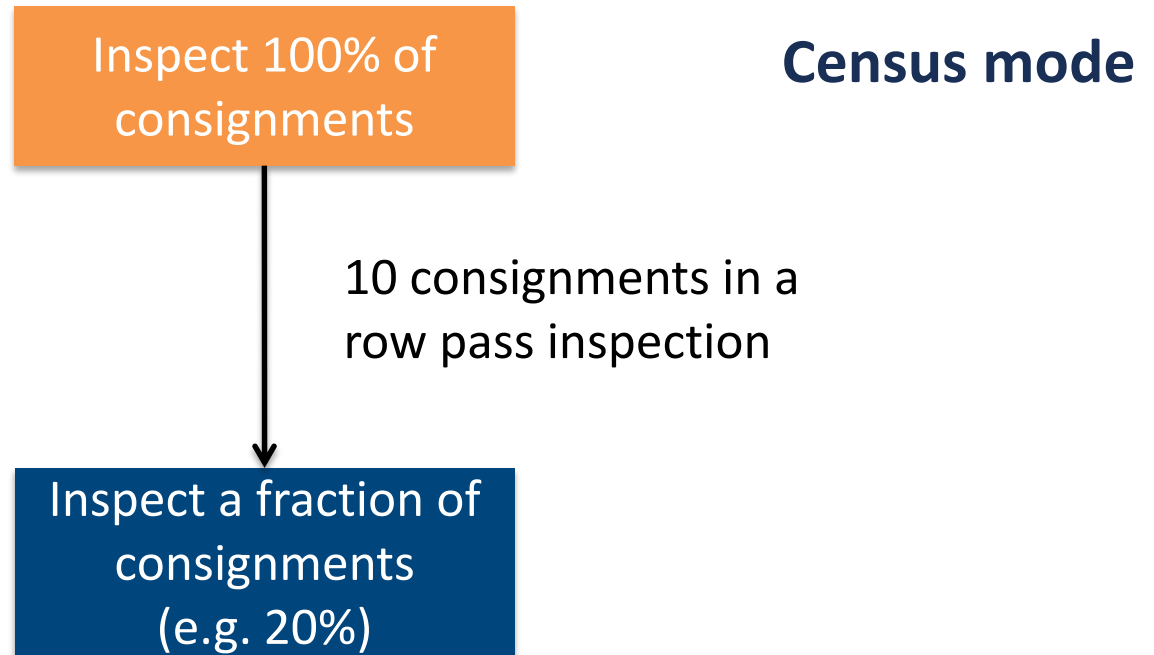 Inspect 100% of
consignments
Census mode
10 consignments in a
row pass inspection
Inspect a fraction of
consignments
(e.g. 20%)